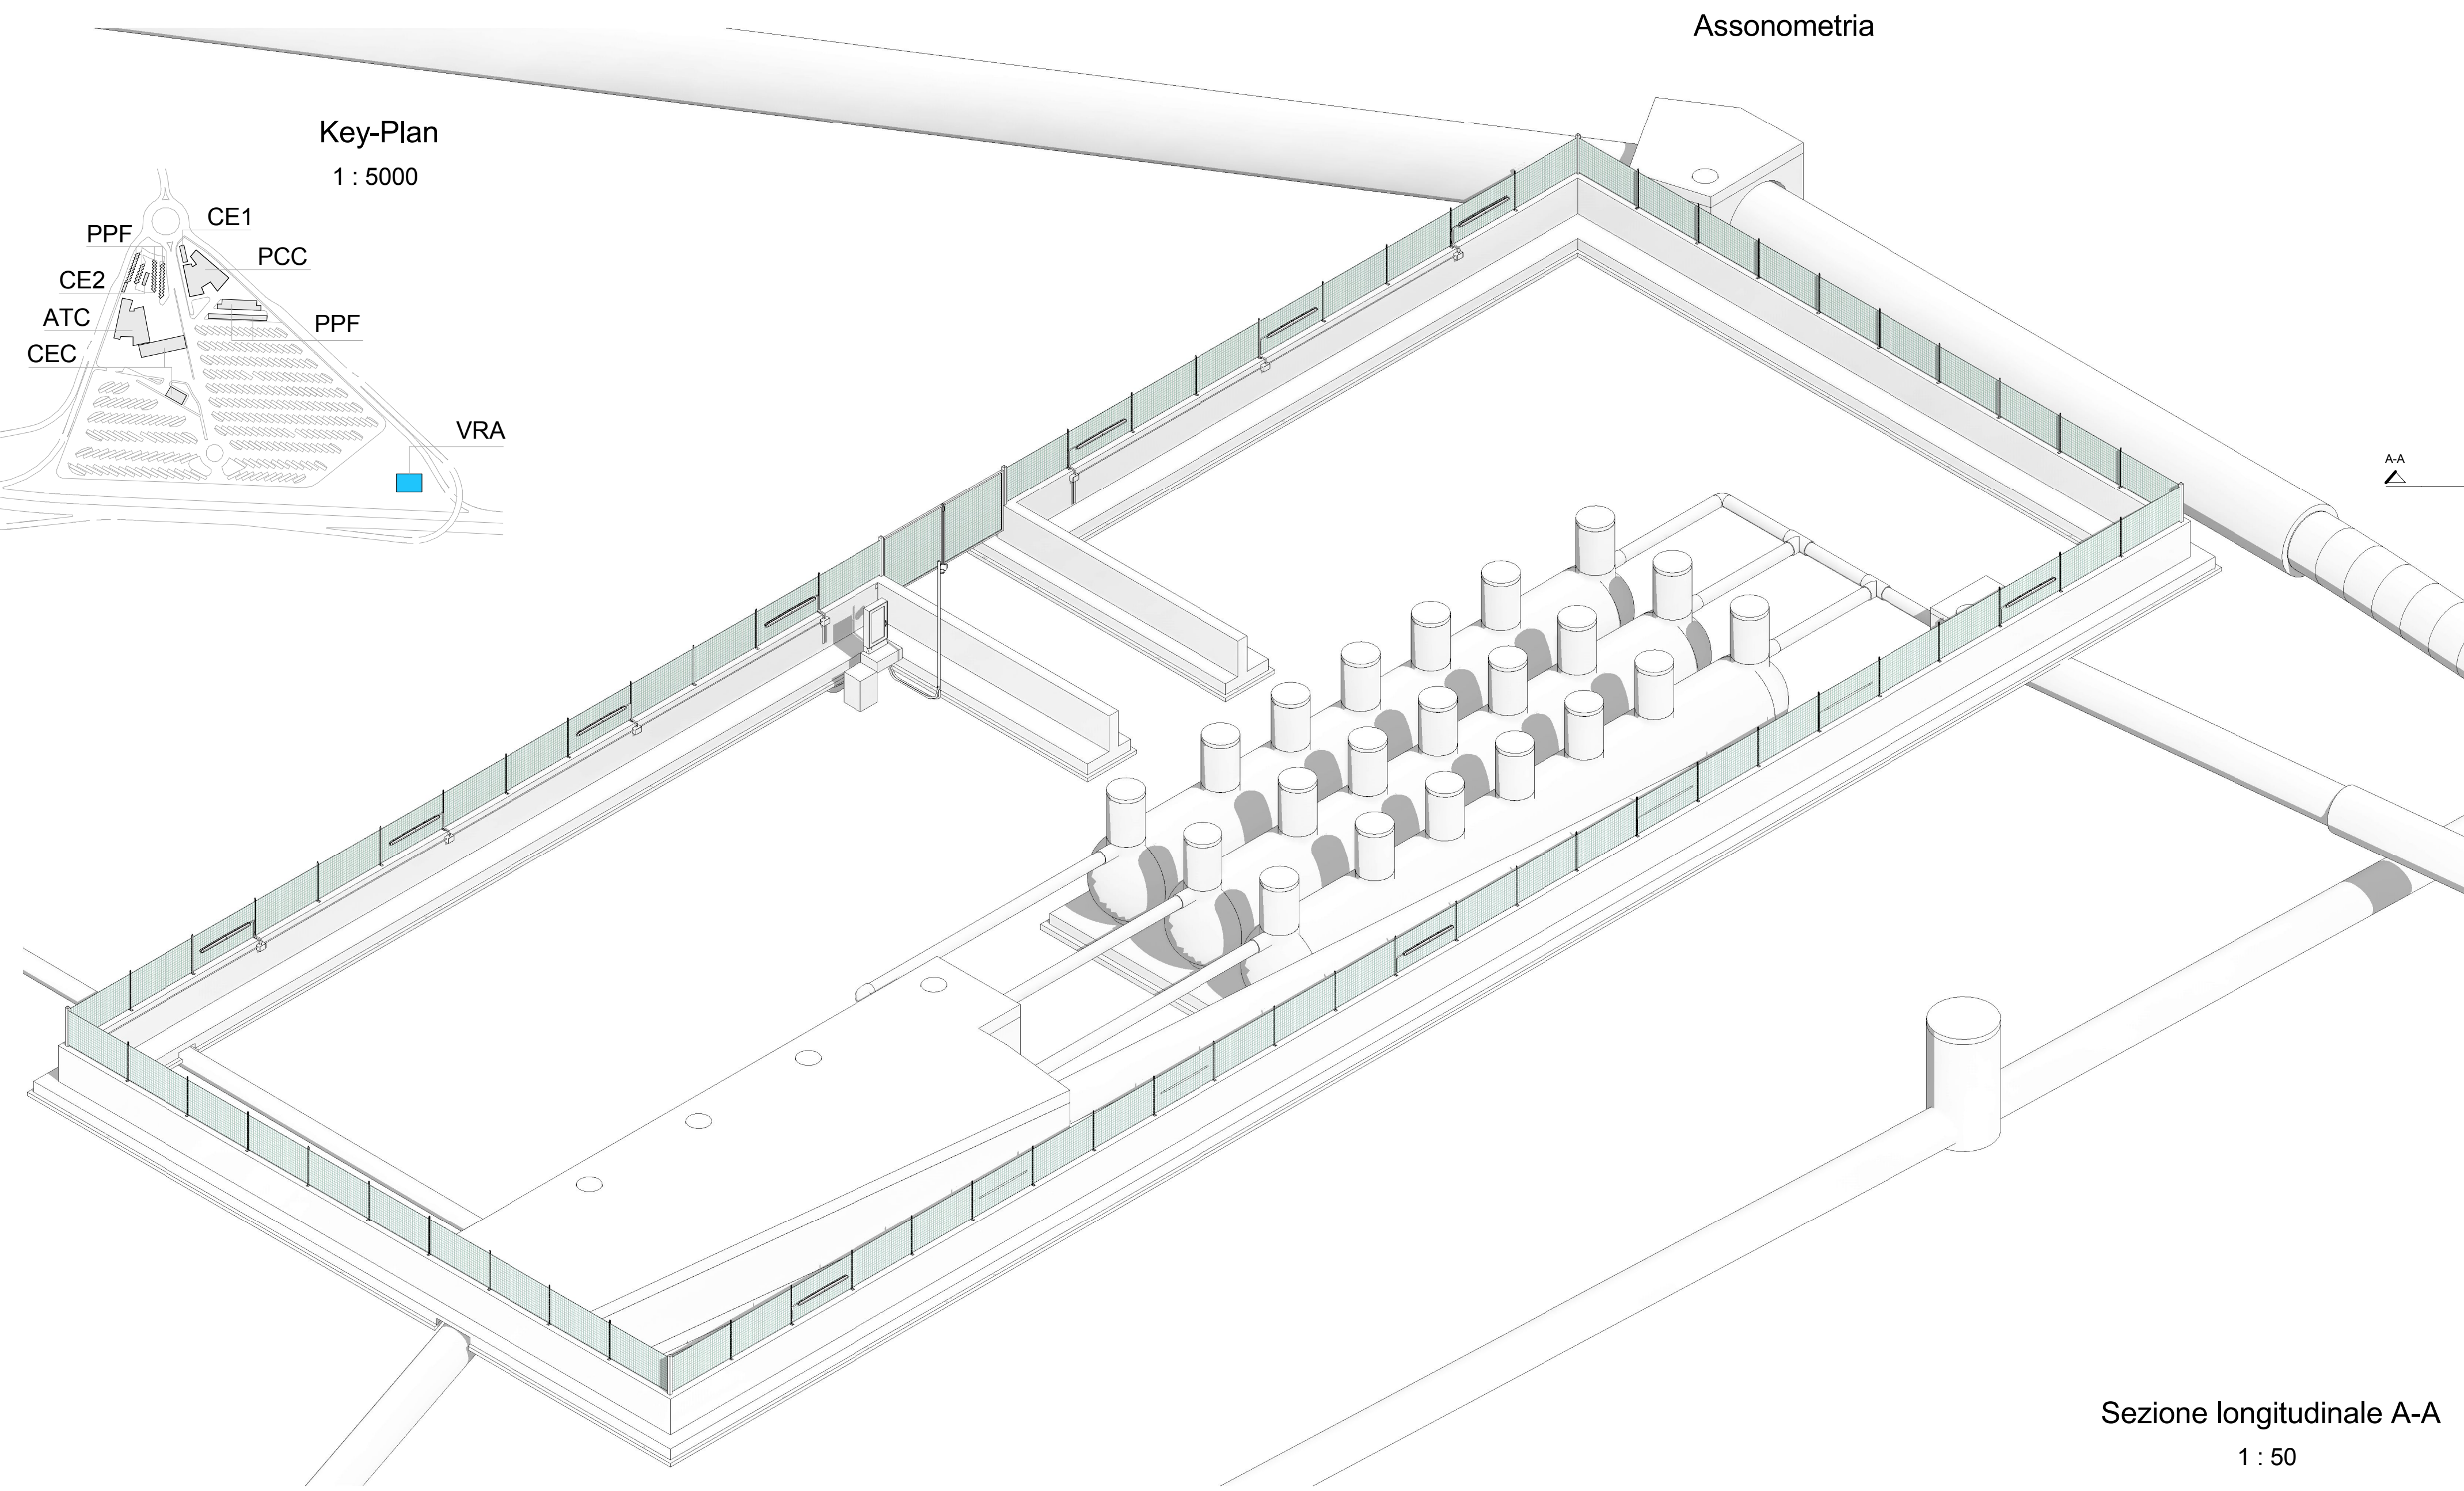 Assonometria
Key-Plan
1 : 5000
CE1
PPF
PCC
CE2
ATC
PPF
CEC
VRA
A-A
Sezione longitudinale A-A
1 : 50